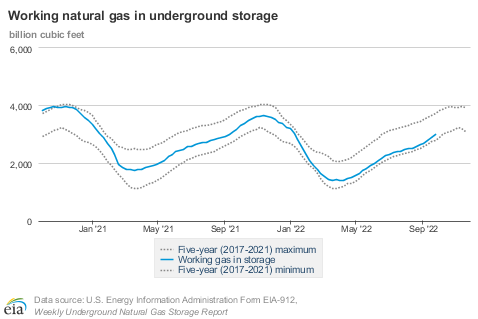 Working natural gas in underground storage
billion cubic feet
6,000
4,000
2,000
0
Jan '21
May '21
Sep '21
Jan '22
May '22
Sep '22
Five-year (2017-2021) maximum
Working gas in storage
Five-year (2017-2021) minimum
eia
Data source: U.S. Energy Information Administration Form EIA-912,
Weekly Underground Natural Gas Storage Report